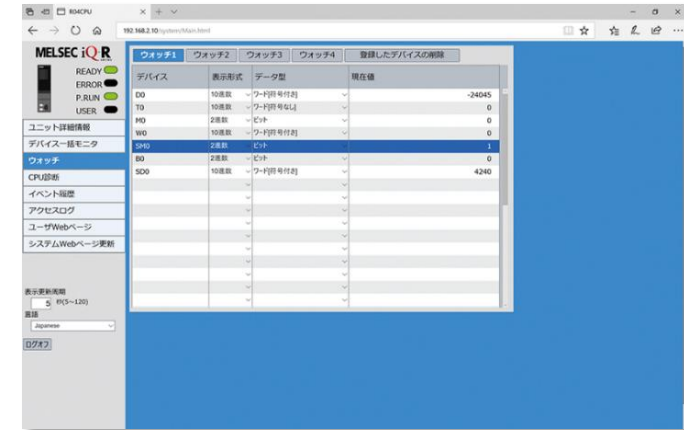 R04CPU
192.168.2.10/system/Main.html
MELSEC iQ-R
READY
ERROR
P.RUN
USER
ユニット詳細情報
デバイス一括モニタ
ウォッチ
CPU診断
イベント履歴
アクセスログ
ユーザWebページ
システムWebページ更新
表示更新周期
5 秒(5~120)
言語
Japanese
ログオフ
ウォッチ1 ウォッチ2 ウォッチ3 ウォッチ4 登録したデバイスの削除
デバイス 表示形式 データ型 現在値
D0 10進数 ワード[符号付き] -24045
T0 10進数 ワード[符号なし] 0
M0 2進数 ビット 0
W0 10進数 ワード[符号付き] 0
SM0 2進数 ビット 1
B0 2進数 ビット 0
SD0 10進数 ワード[符号付き] 4240